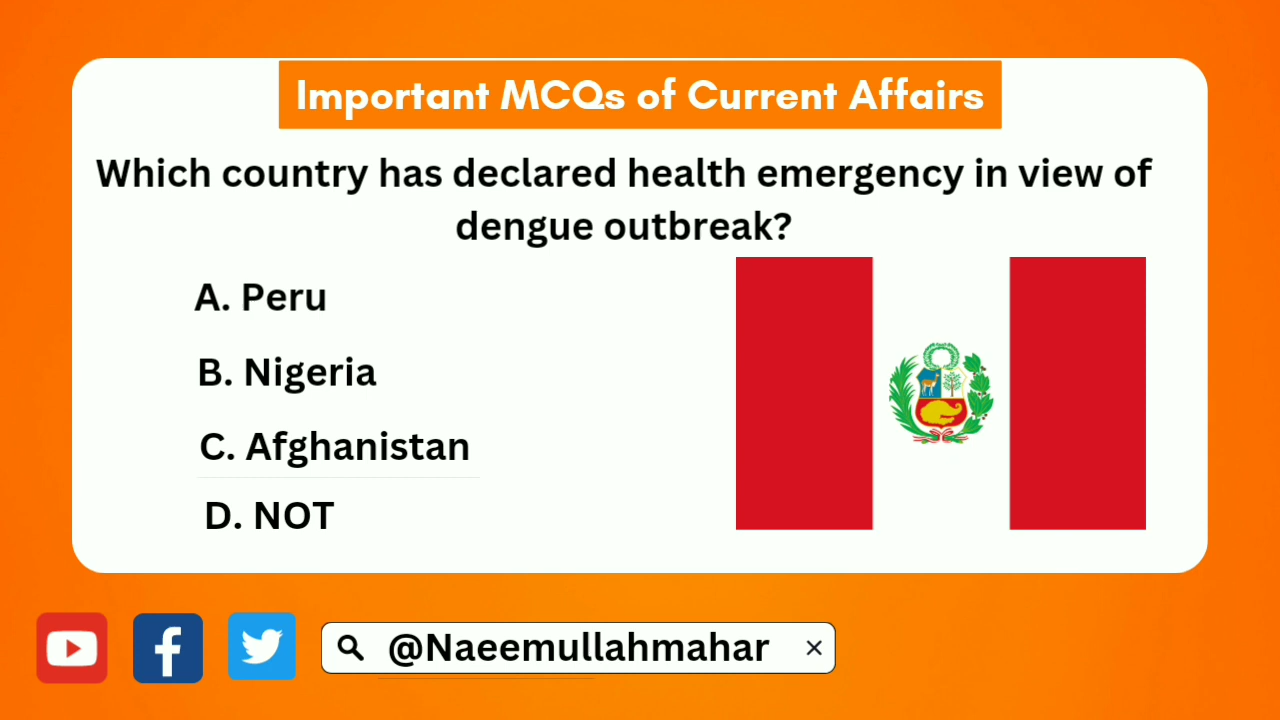 Important MCQs of Current Affairs
Which country has declared health emergency in view of
dengue outbreak?
A. Peru
B. Nigeria
C. Afghanistan
D. NOT
@Naeemullahmahar